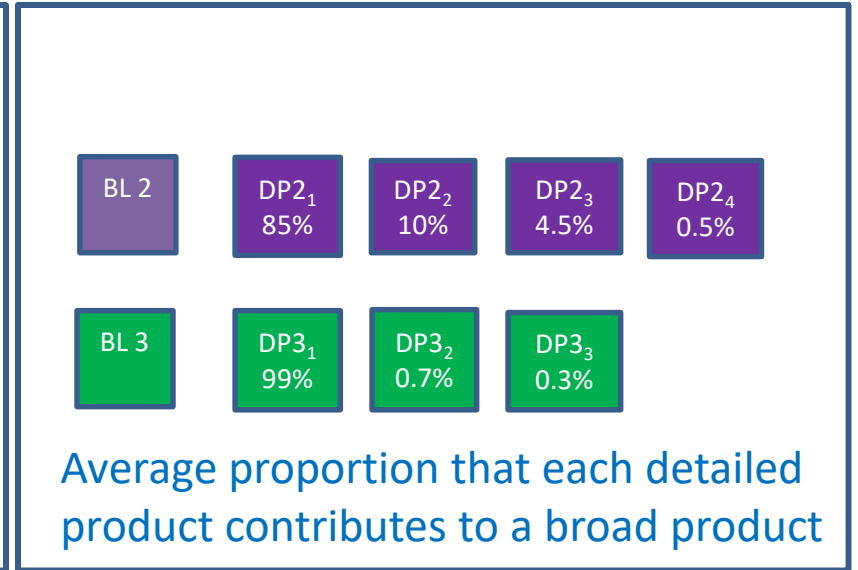 BL 2
DP2₁
85%
DP2₂
10%
DP2₃
4.5%
DP2₄
0.5%
BL 3
DP3₁
99%
DP3₂
0.7%
DP3₃
0.3%
Average proportion that each detailed
product contributes to a broad product